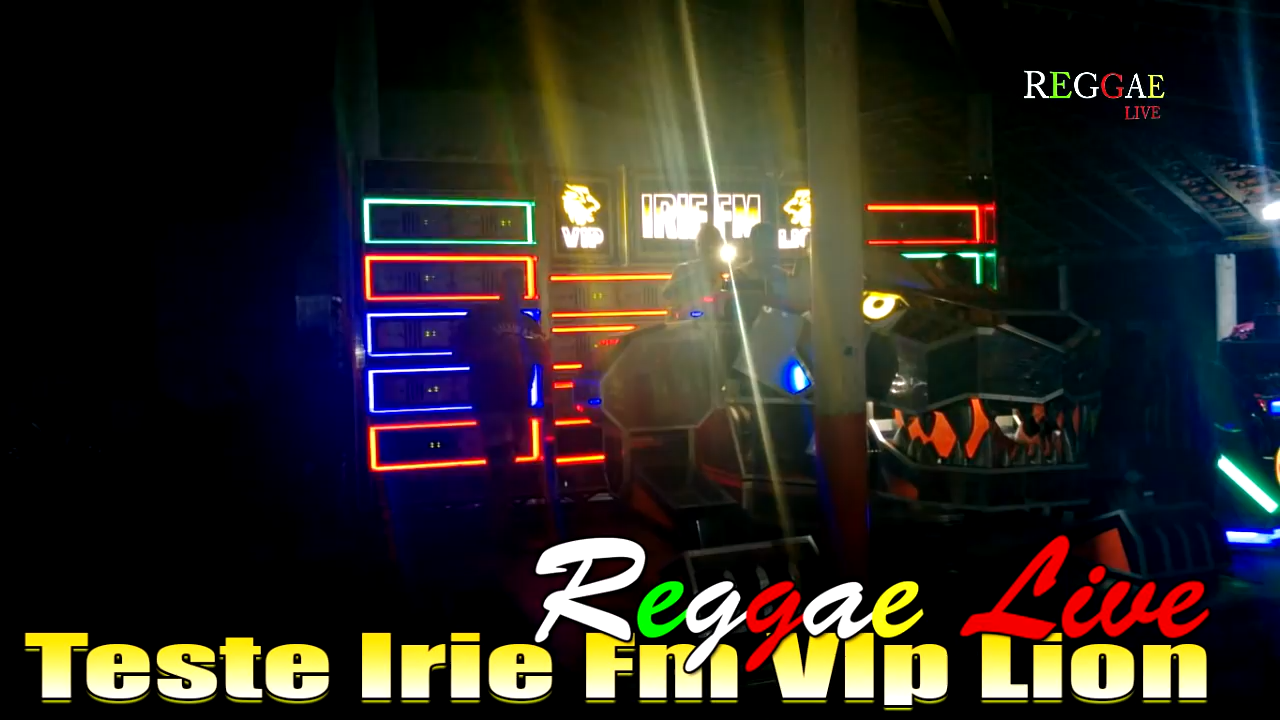 REGGAE
LIVE
IRIE FM
VIP
Reggae Live
Teste Irie Fm VIp Lion